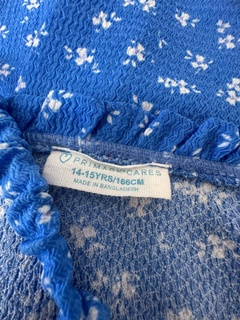 PRIMARK CARES
14-15YRS/166CM
MADE IN BANGLADESH